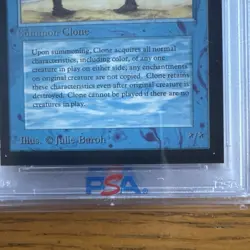 Summon Clone
Upon summoning, Clone acquires all normal
characteristics, including color, of any one
creature in play on either side; any enchantments
on original creature are not copied. Clone retains
these characteristics even after original creature is
destroyed. Clone cannot be played if there are no
creatures in play.
Illus. © Julie Baroh
*/*
PSA